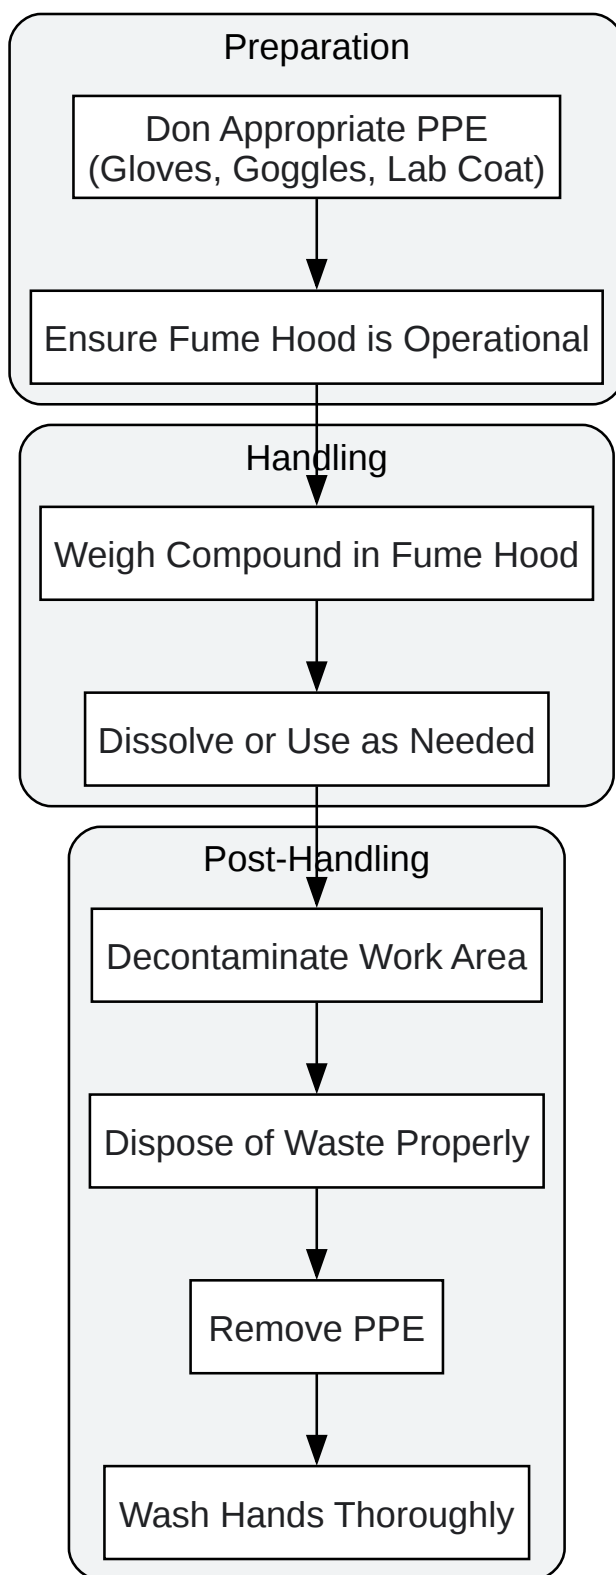 Preparation
Don Appropriate PPE
(Gloves, Goggles, Lab Coat)
Ensure Fume Hood is Operational
Handling
Weigh Compound in Fume Hood
Dissolve or Use as Needed
Post-Handling
Decontaminate Work Area
Dispose of Waste Properly
Remove PPE
Wash Hands Thoroughly